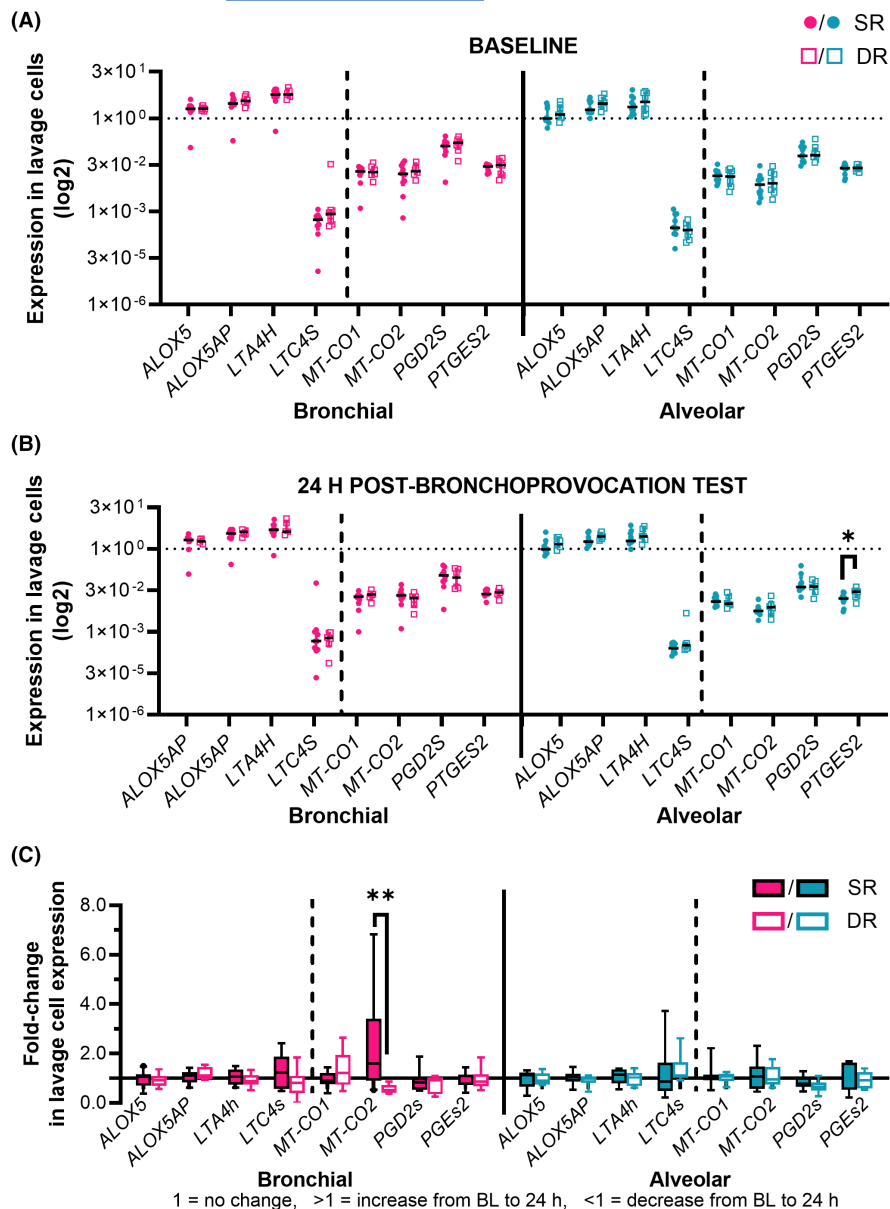 (A)
BASELINE
/ SR
/ DR
Expression in lavage cells
(log2)
3×10¹
1×10⁰
3×10⁻²
1×10⁻³
3×10⁻⁵
1×10⁻⁶
ALOX5 ALOX5AP LTA4H LTC4S MT-CO1 MT-CO2 PGD2S PTGES2 ALOX5 ALOX5AP LTA4H LTC4S MT-CO1 MT-CO2 PGD2S PTGES2
Bronchial Alveolar
(B)
24 H POST-BRONCHOPROVOCATION TEST
Expression in lavage cells
(log2)
3×10¹
1×10⁰
3×10⁻²
1×10⁻³
3×10⁻⁵
1×10⁻⁶
*
ALOX5AP ALOX5AP LTA4H LTC4S MT-CO1 MT-CO2 PGD2S PTGES2 ALOX5 ALOX5AP LTA4H LTC4S MT-CO1 MT-CO2 PGD2S PTGES2
Bronchial Alveolar
(C)
/ SR
/ DR
Fold-change
in lavage cell expression
8.0
6.0
4.0
2.0
1.0
0.0
**
ALOX5 ALOX5AP LTA4h LTC4s MT-CO1 MT-CO2 PGD2s PGEs2 ALOX5 ALOX5AP LTA4h LTC4s MT-CO1 MT-CO2 PGD2s PGEs2
Bronchial Alveolar
1 = no change, >1 = increase from BL to 24 h, <1 = decrease from BL to 24 h